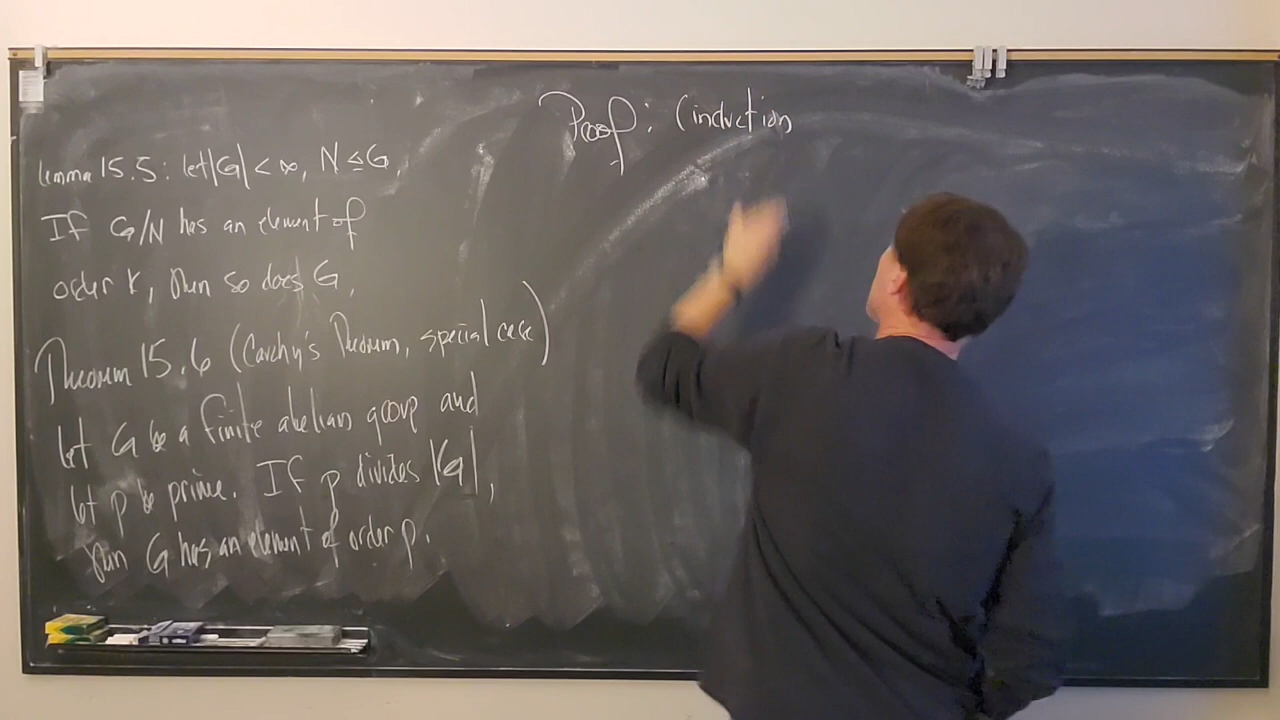 Lemma 15.5: let |G| < ∞, N ⊴ G.
If G/N has an element of
order k, then so does G.
Theorem 15.6 (Cauchy's Theorem, special case)
let G be a finite abelian group and
let p be prime. If p divides |G|,
then G has an element of order p.
Proof: (induction